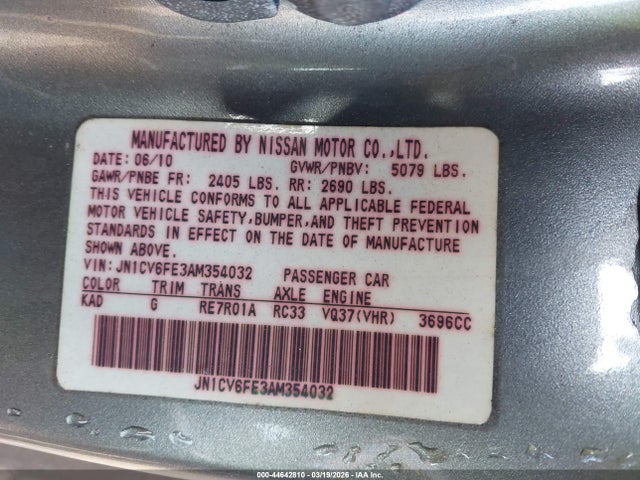 MANUFACTURED BY NISSAN MOTOR CO.,LTD.
DATE: 06/10 GVWR/PNBV: 5079 LBS.
GAWR/PNBE FR: 2405 LBS. RR: 2690 LBS.
THIS VEHICLE CONFORMS TO ALL APPLICABLE FEDERAL
MOTOR VEHICLE SAFETY,BUMPER,AND THEFT PREVENTION
STANDARDS IN EFFECT ON THE DATE OF MANUFACTURE
SHOWN ABOVE.
VIN: JN1CV6FE3AM354032 PASSENGER CAR
COLOR TRIM TRANS AXLE ENGINE
KAD G RE7R01A RC33 VQ37(VHR) 3696CC
JN1CV6FE3AM354032
000-44642810 - 03/19/2026 - IAA Inc.